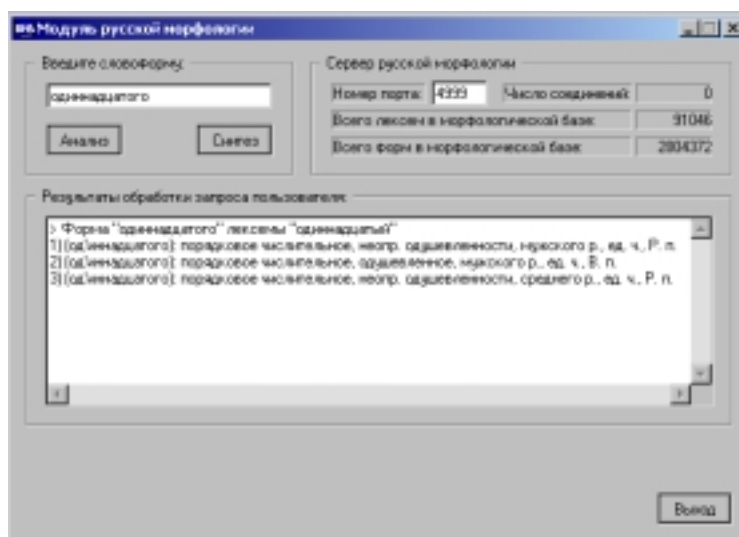 Модуль русской морфологии
Введите словоформу:
одиннадцатого
Анализ
Синтез
Сервер русской морфологии
Номер порта: 4999 Число соединений: 0
Всего лексем в морфологической базе: 91046
Всего форм в морфологической базе: 2804372
Результаты обработки запроса пользователя:
> Форма "одиннадцатого" лексемы "одиннадцатый"
1) (од\иннадцатого): порядковое числительное, неопр. одушевленности, мужского р., ед. ч., Р. п.
2) (од\иннадцатого): порядковое числительное, одушевленное, мужского р., ед. ч., В. п.
3) (од\иннадцатого): порядковое числительное, неопр. одушевленности, среднего р., ед. ч., Р. п.
Выход